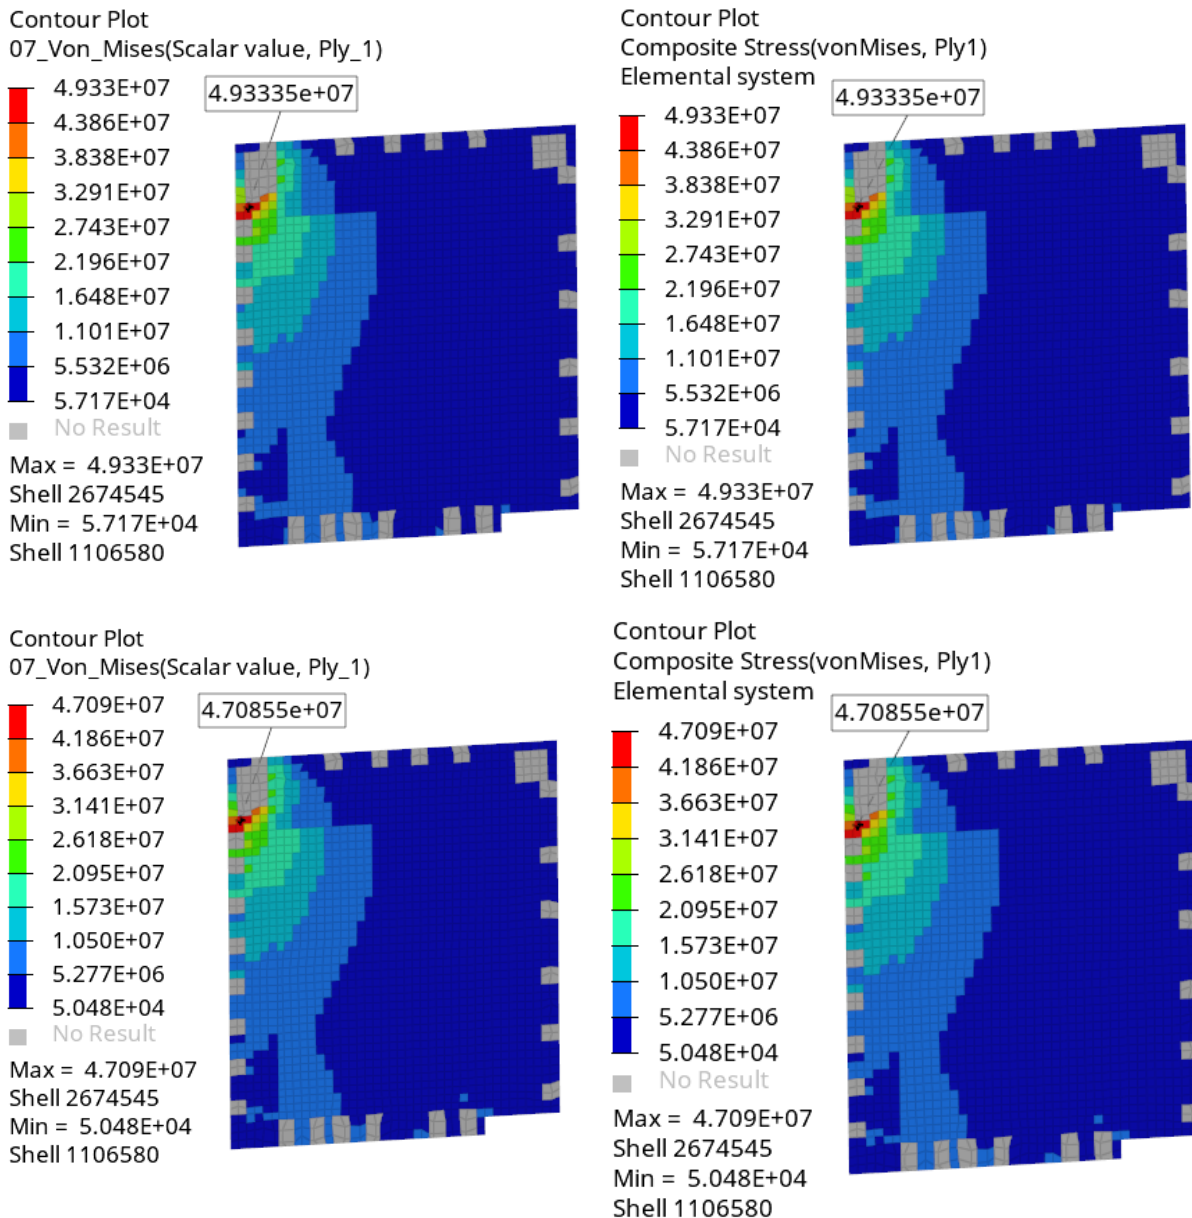 Contour Plot
07_Von_Mises(Scalar value, Ply_1)
4.933E+07
4.386E+07
3.838E+07
3.291E+07
2.743E+07
2.196E+07
1.648E+07
1.101E+07
5.532E+06
5.717E+04
No Result
Max = 4.933E+07
Shell 2674545
Min = 5.717E+04
Shell 1106580
4.93335e+07
Contour Plot
Composite Stress(vonMises, Ply1)
Elemental system
4.933E+07
4.386E+07
3.838E+07
3.291E+07
2.743E+07
2.196E+07
1.648E+07
1.101E+07
5.532E+06
5.717E+04
No Result
Max = 4.933E+07
Shell 2674545
Min = 5.717E+04
Shell 1106580
4.93335e+07
Contour Plot
07_Von_Mises(Scalar value, Ply_1)
4.709E+07
4.186E+07
3.663E+07
3.141E+07
2.618E+07
2.095E+07
1.573E+07
1.050E+07
5.277E+06
5.048E+04
No Result
Max = 4.709E+07
Shell 2674545
Min = 5.048E+04
Shell 1106580
4.70855e+07
Contour Plot
Composite Stress(vonMises, Ply1)
Elemental system
4.709E+07
4.186E+07
3.663E+07
3.141E+07
2.618E+07
2.095E+07
1.573E+07
1.050E+07
5.277E+06
5.048E+04
No Result
Max = 4.709E+07
Shell 2674545
Min = 5.048E+04
Shell 1106580
4.70855e+07